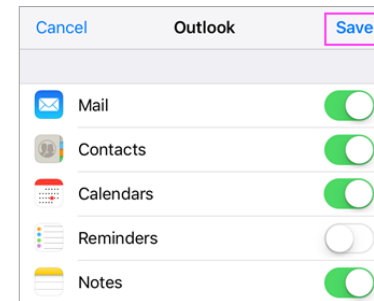 Cancel Outlook Save
Mail
Contacts
Calendars
Reminders
Notes